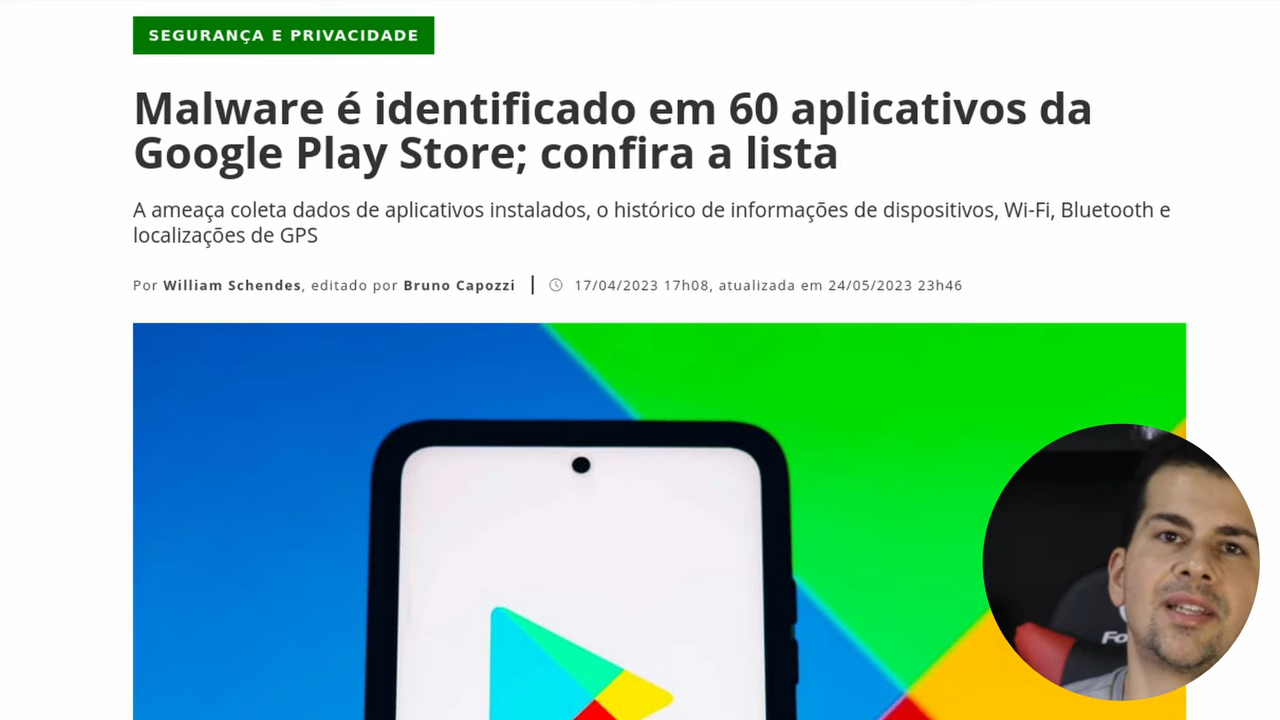 SEGURANÇA E PRIVACIDADE
Malware é identificado em 60 aplicativos da
Google Play Store; confira a lista
A ameaça coleta dados de aplicativos instalados, o histórico de informações de dispositivos, Wi-Fi, Bluetooth e
localizações de GPS
Por William Schendes, editado por Bruno Capozzi | 17/04/2023 17h08, atualizada em 24/05/2023 23h46